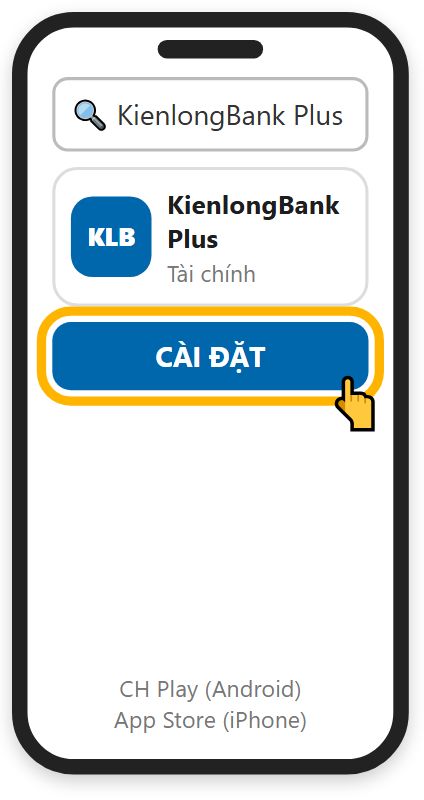 KienlongBank Plus
KLB
KienlongBank
Plus
Tài chính
CÀI ĐẶT
CH Play (Android)
App Store (iPhone)